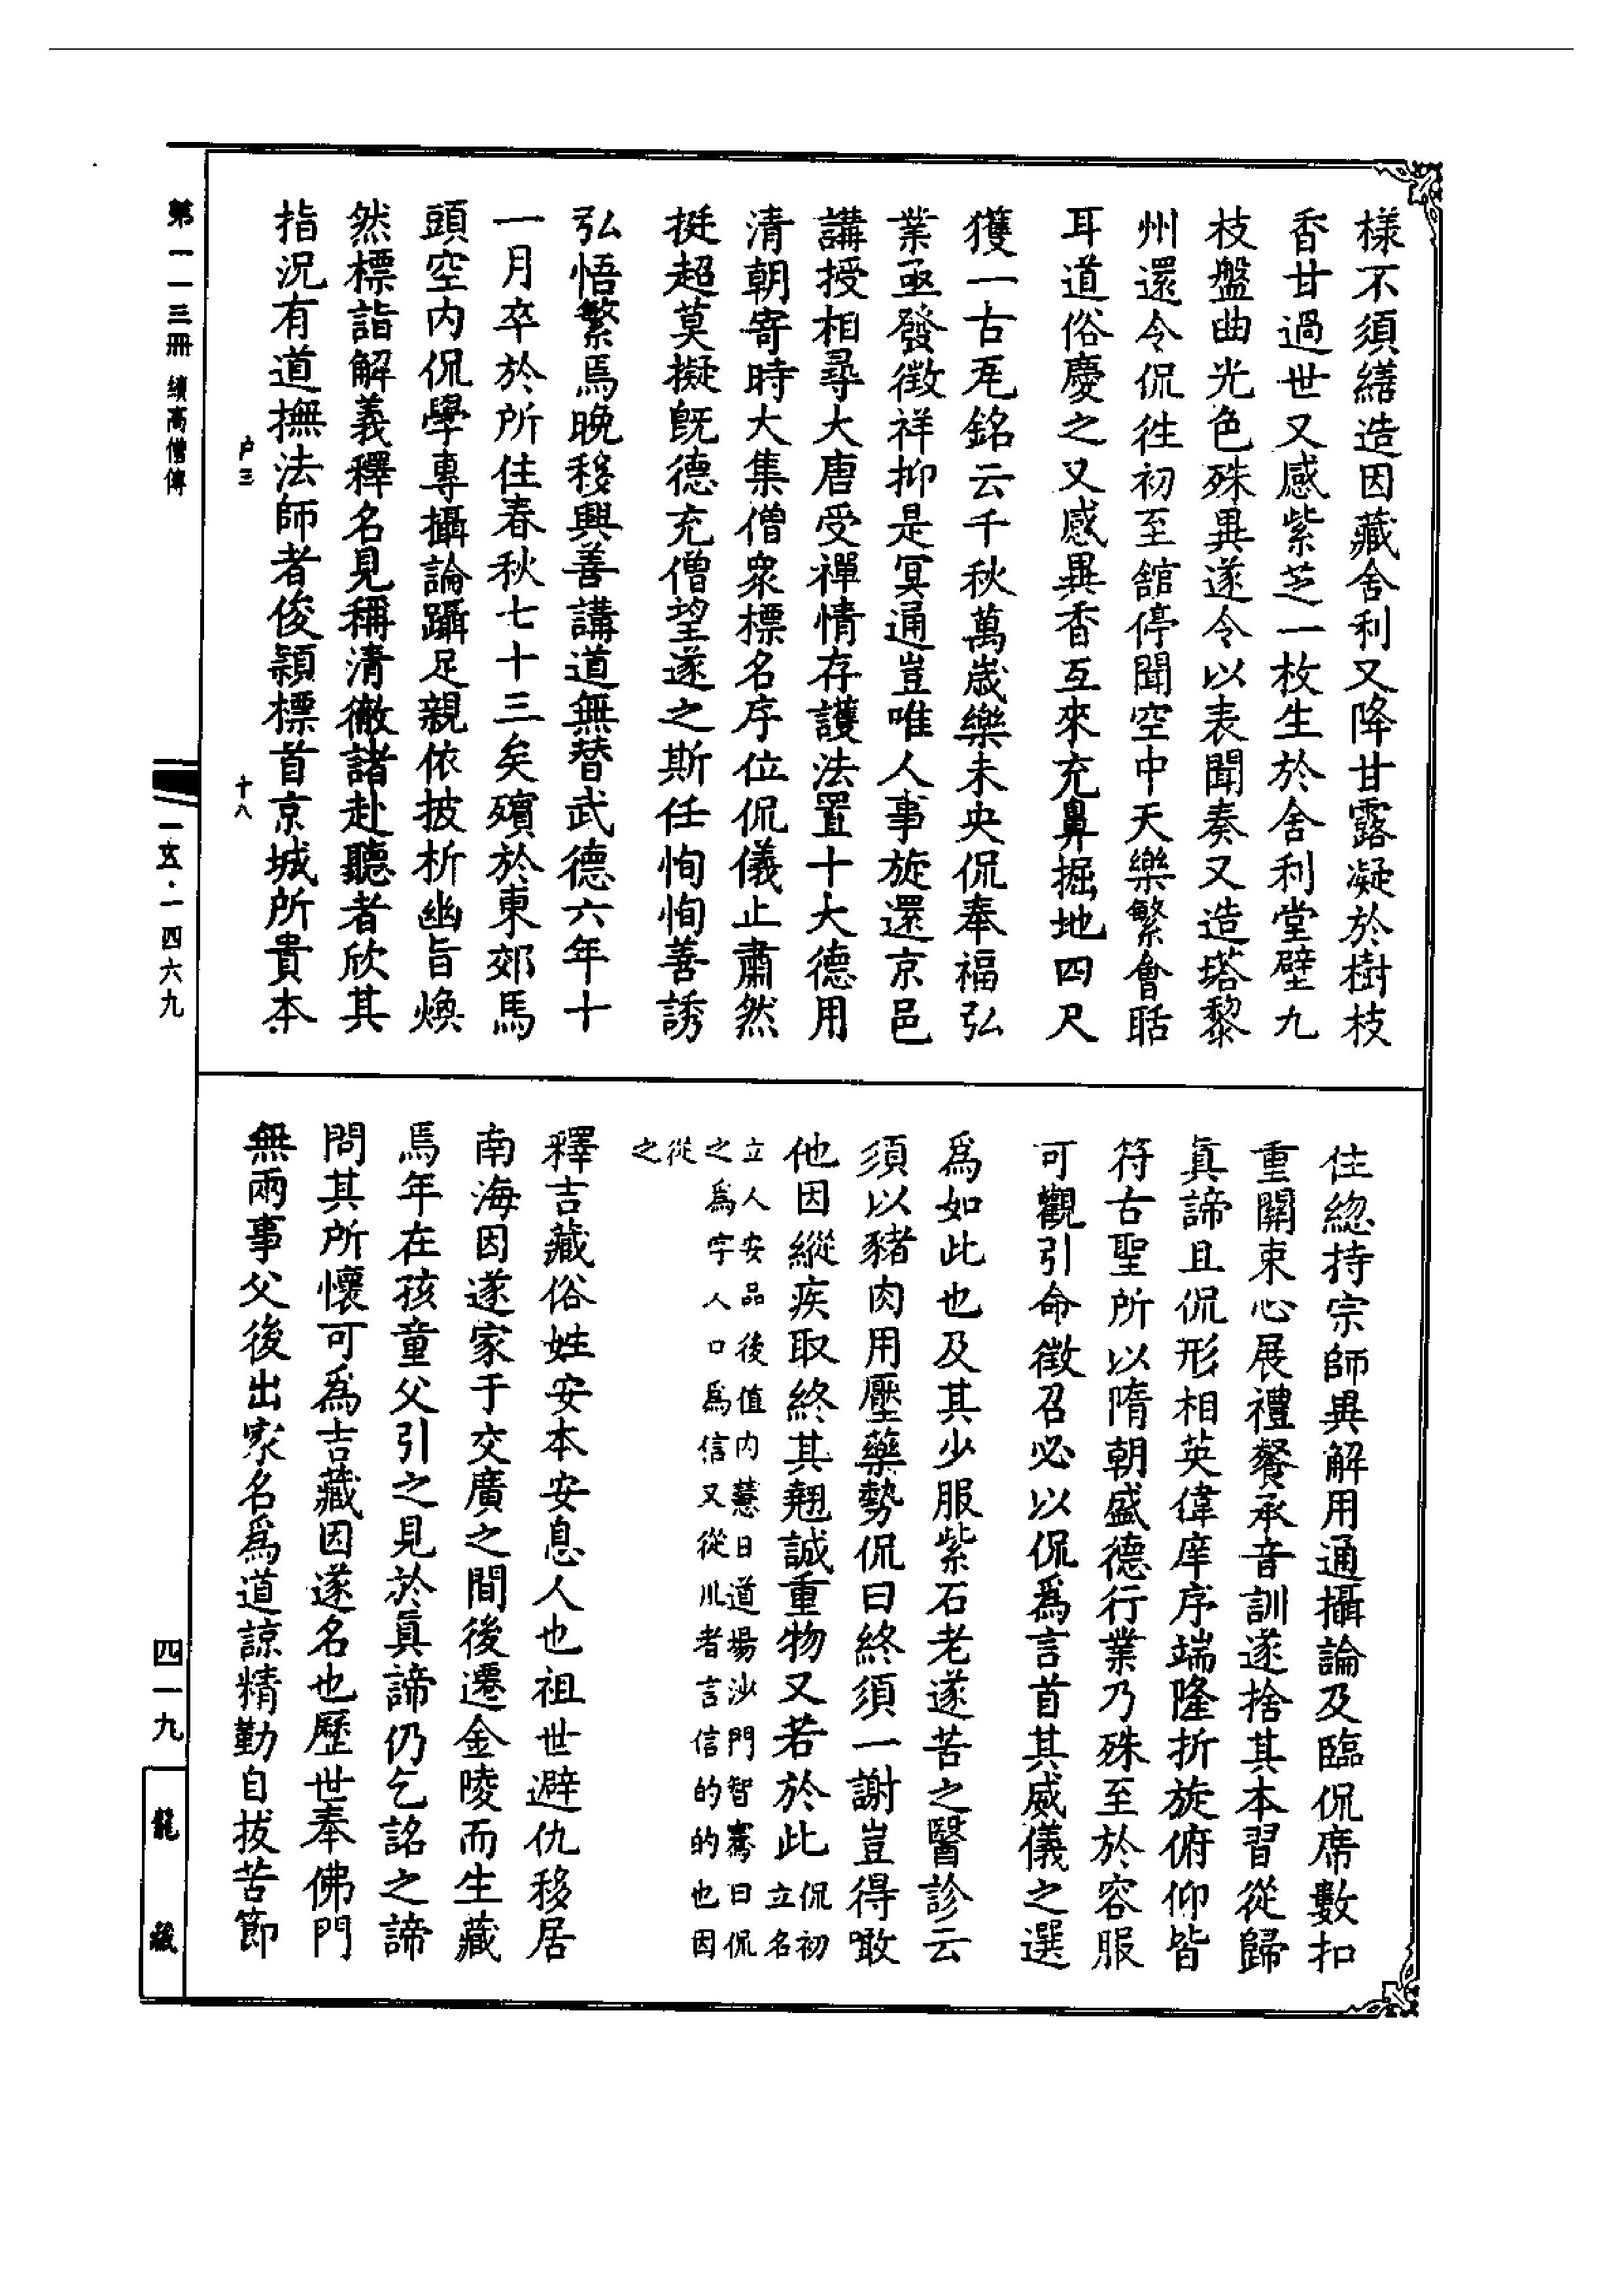 樣不須繕造因藏舍利又降甘露凝於樹枝
香甘過世又感紫芝一枚生於舍利堂壁九
枝盤曲光色殊異遂令以表聞奏又造塔黎
州還令侃徃初至舘停聞空中天樂繁會聒
耳道俗慶之又感異香互來充鼻掘地四尺
獲一古瓦銘云千秋萬歲樂未央侃奉福弘
業亟發徵祥抑是冥通豈唯人事旋還京邑
講授相尋大唐受禪情存護法置十大德用
清朝寄時大集僧衆標名序位侃儀止肅然
挺超莫擬旣德充僧望遂之斯任恂恂善誘
弘悟繁焉晚移興善講道無替武德六年十
一月卒於所住春秋七十三矣殯於東郊馬
頭空內侃學專攝論躡足親依披析幽旨煥
然標詣解義釋名見稱清徹諸赴聽者欣其
指況有道撫法師者俊穎標首京城所貴本
户三
十八
住緫持宗師異解用通攝論及臨侃席數扣
重關束心展禮餐承音訓遂捨其本習從歸
眞諦且侃形相英偉庠序端隆折旋俯仰皆
符古聖所以隋朝盛德行業乃殊至於容服
可觀引命徵召必以侃爲言首其威儀之選
爲如此也及其少服紫石老遂苦之醫診云
須以豬肉用壓藥勢侃曰終須一謝豈得噉
他因縱疾取終其翹誠重物又若於此侃初
立名
立人安品後值内慧日道場沙門智騫曰侃
之爲字人口爲信又從川者言信的的也因
從
之
釋吉藏俗姓安本安息人也祖世避仇移居
南海因遂家于交廣之間後遷金陵而生藏
焉年在孩童父引之見於眞諦仍乞詺之諦
問其所懷可爲吉藏因遂名也歷世奉佛門
無兩事父後出家名爲道諒精勤自拔苦節
第一一三冊 續高僧傳
一五·一四六九
四一九
龍藏